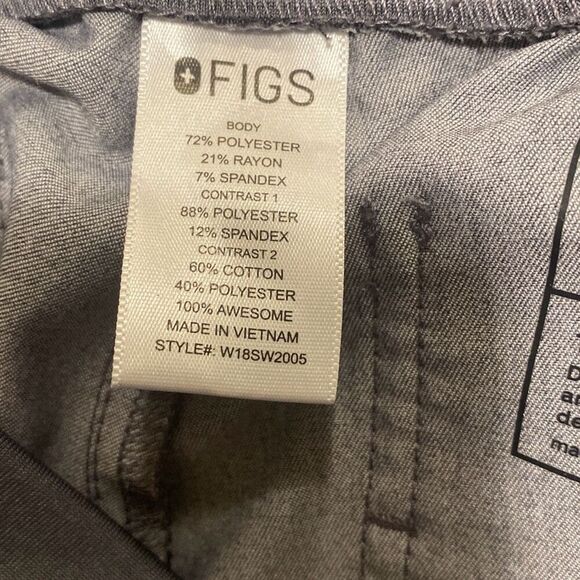 FIGS
BODY
72% POLYESTER
21% RAYON
7% SPANDEX
CONTRAST 1
88% POLYESTER
12% SPANDEX
CONTRAST 2
60% COTTON
40% POLYESTER
100% AWESOME
MADE IN VIETNAM
STYLE#: W18SW2005